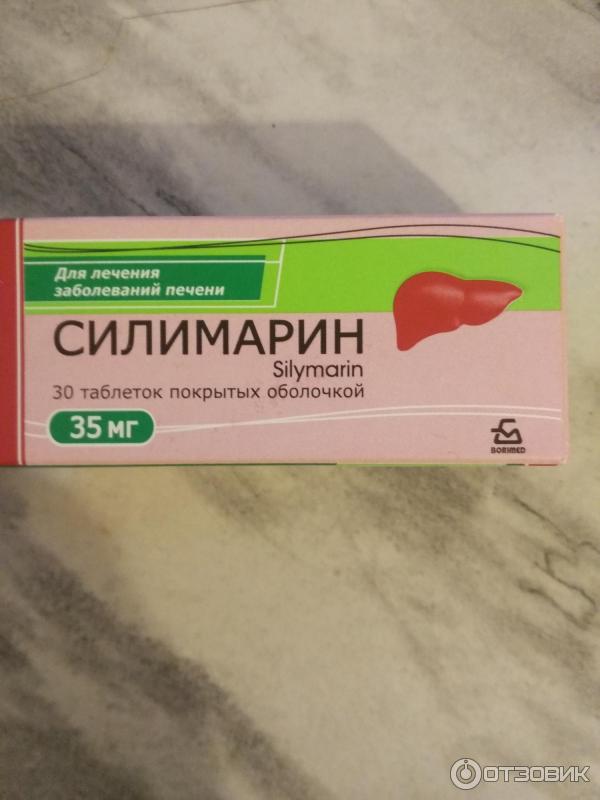 Для лечения
заболеваний печени
СИЛИМАРИН
Silymarin
30 таблеток покрытых оболочкой
35 мг
BORIMED
ОТЗОВИК